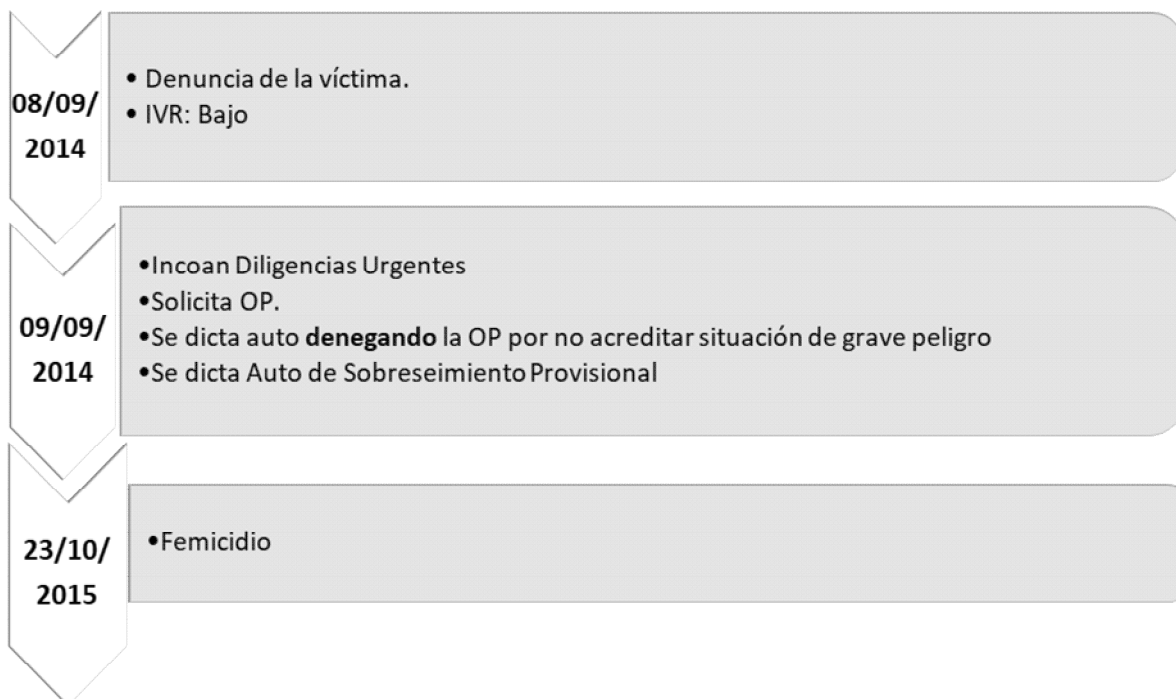 08/09/
2014
• Denuncia de la víctima.
• IVR: Bajo
09/09/
2014
•Incoan Diligencias Urgentes
•Solicita OP.
•Se dicta auto denegando la OP por no acreditar situación de grave peligro
•Se dicta Auto de Sobreseimiento Provisional
23/10/
2015
•Femicidio